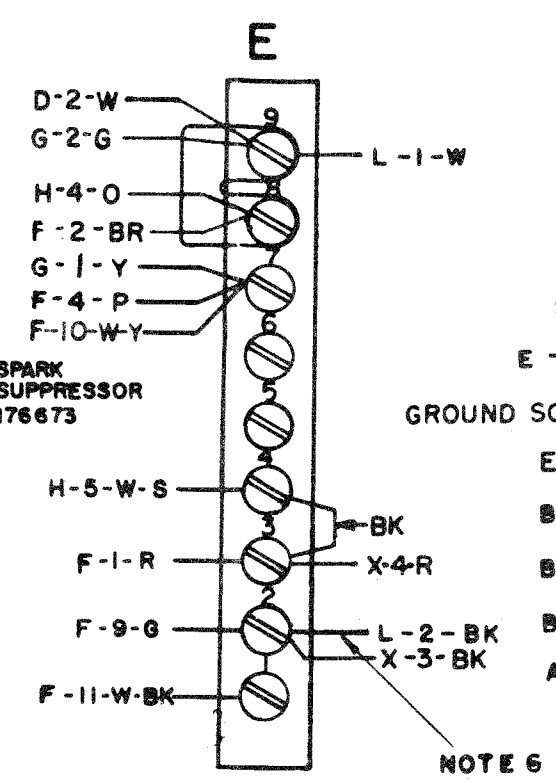 E
D-2-W
9
G-2-G
L-1-W
H-4-O
8
F-2-BR
7
G-1-Y
F-4-P
6
F-10-W-Y
SPARK
SUPPRESSOR
176673
5
E
GROUND SC
4
H-5-W-S
E
B
3
BK
F-1-R
X-4-R
B
2
F-9-G
L-2-BK
B
X-3-BK
A
F-11-W-BK
NOTE 6